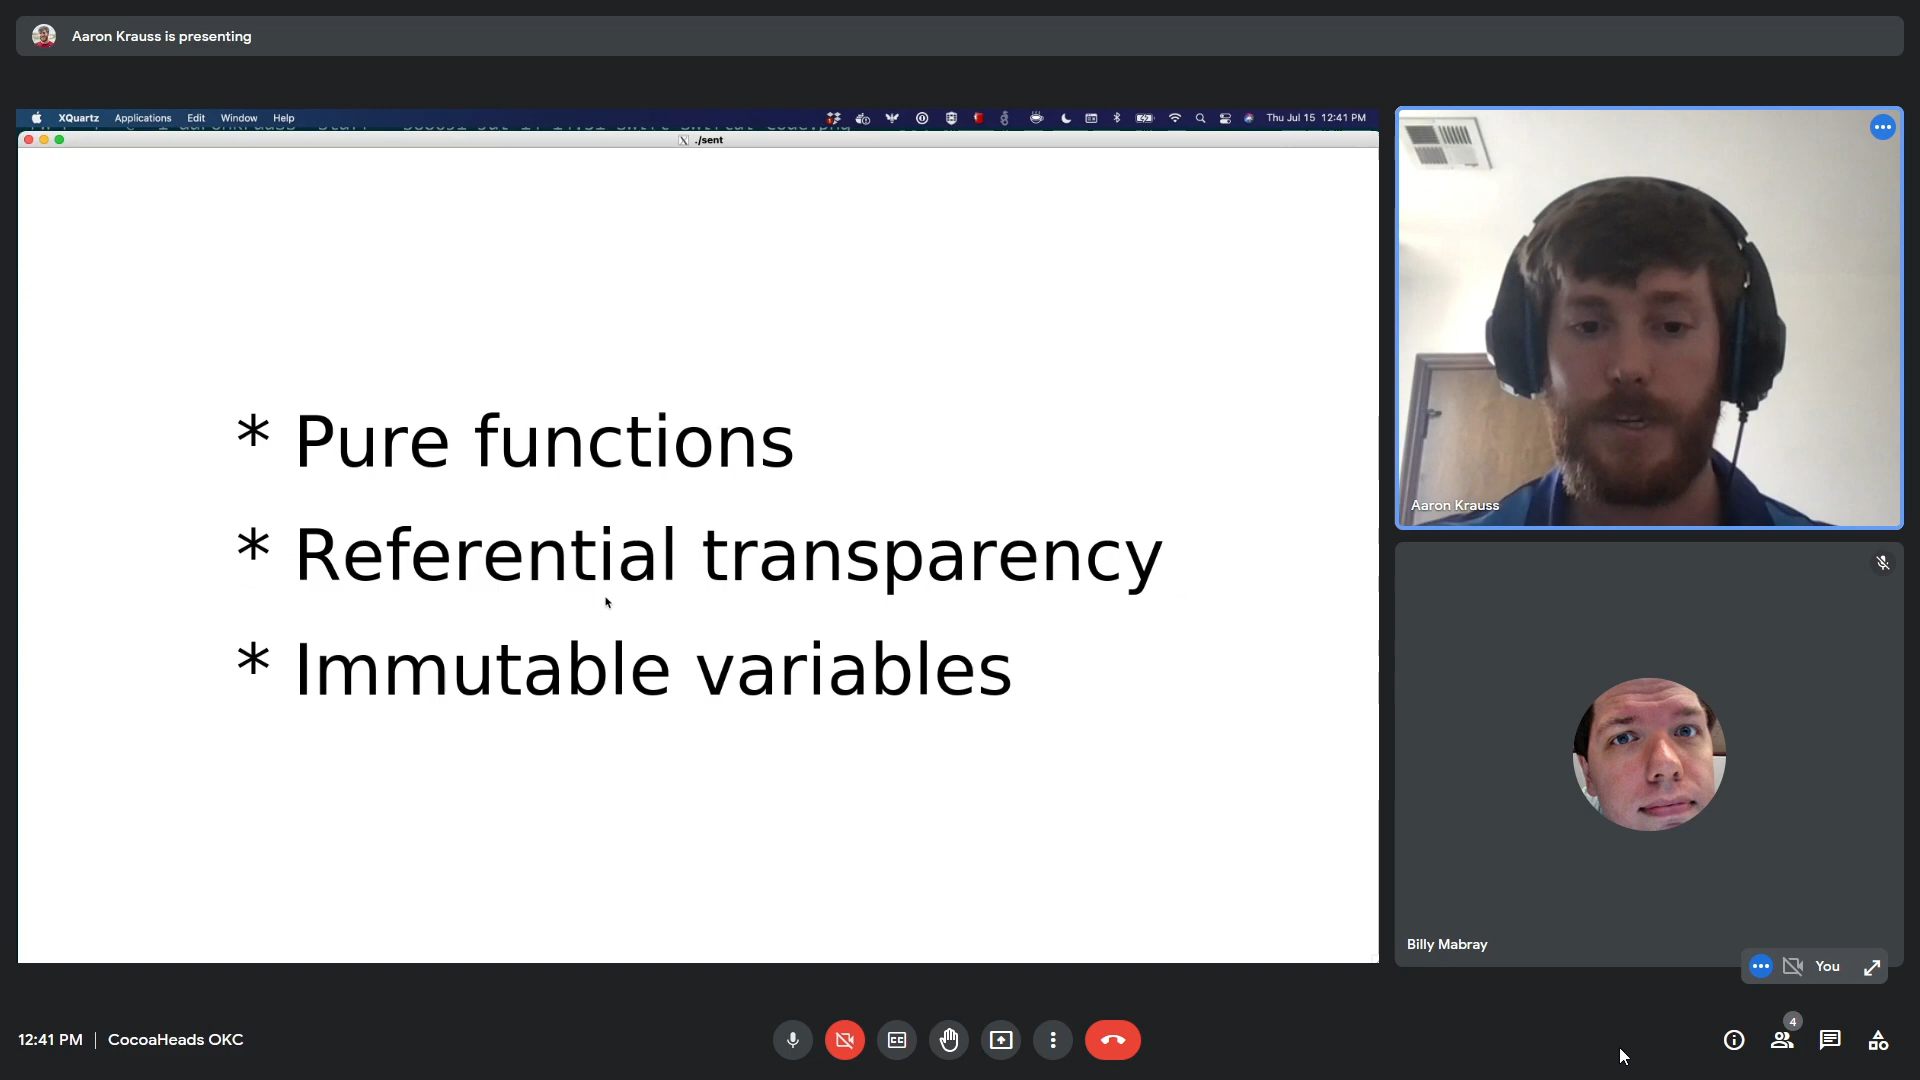 Aaron Krauss is presenting
XQuartz Applications Edit Window Help
Thu Jul 15 12:41 PM
./sent
* Pure functions
* Referential transparency
* Immutable variables
Aaron Krauss
Billy Mabray
You
12:41 PM | CocoaHeads OKC
4